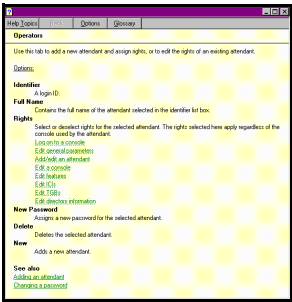 ?
Help Topics Back Options Glossary
Operators
Use this tab to add a new attendant and assign rights, or to edit the rights of an existing attendant.
Options:
Identifier
A login ID.
Full Name
Contains the full name of the attendant selected in the identifier list box.
Rights
Select or deselect rights for the selected attendant. The rights selected here apply regardless of the
console used by the attendant.
Log on to a console
Edit general parameters
Add/edit an attendant
Edit a console
Edit features
Edit ICIs
Edit TGBs
Edit directory information
New Password
Assigns a new password for the selected attendant.
Delete
Deletes the selected attendant.
New
Adds a new attendant.
See also
Adding an attendant
Changing a password